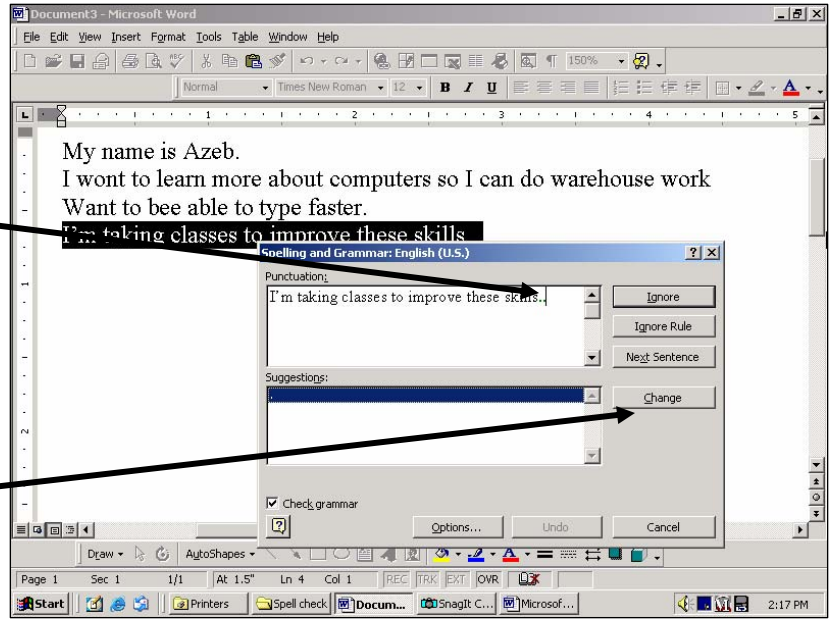 Document3 - Microsoft Word
File Edit View Insert Format Tools Table Window Help
150%
Normal Times New Roman 12 B I U A
1 2 3 4 5
My name is Azeb.
I wont to learn more about computers so I can do warehouse work
Want to bee able to type faster.
I'm taking classes to improve these skills
Spelling and Grammar: English (U.S.)
Punctuation:
I'm taking classes to improve these skills..
Ignore
Ignore Rule
Next Sentence
Suggestions:
.
Change
Check grammar
Options... Undo Cancel
Draw AutoShapes A
Page 1 Sec 1 1/1 At 1.5" Ln 4 Col 1 REC TRK EXT OVR
Start Printers Spell check Docum... SnagIt C... Microsof... 2:17 PM